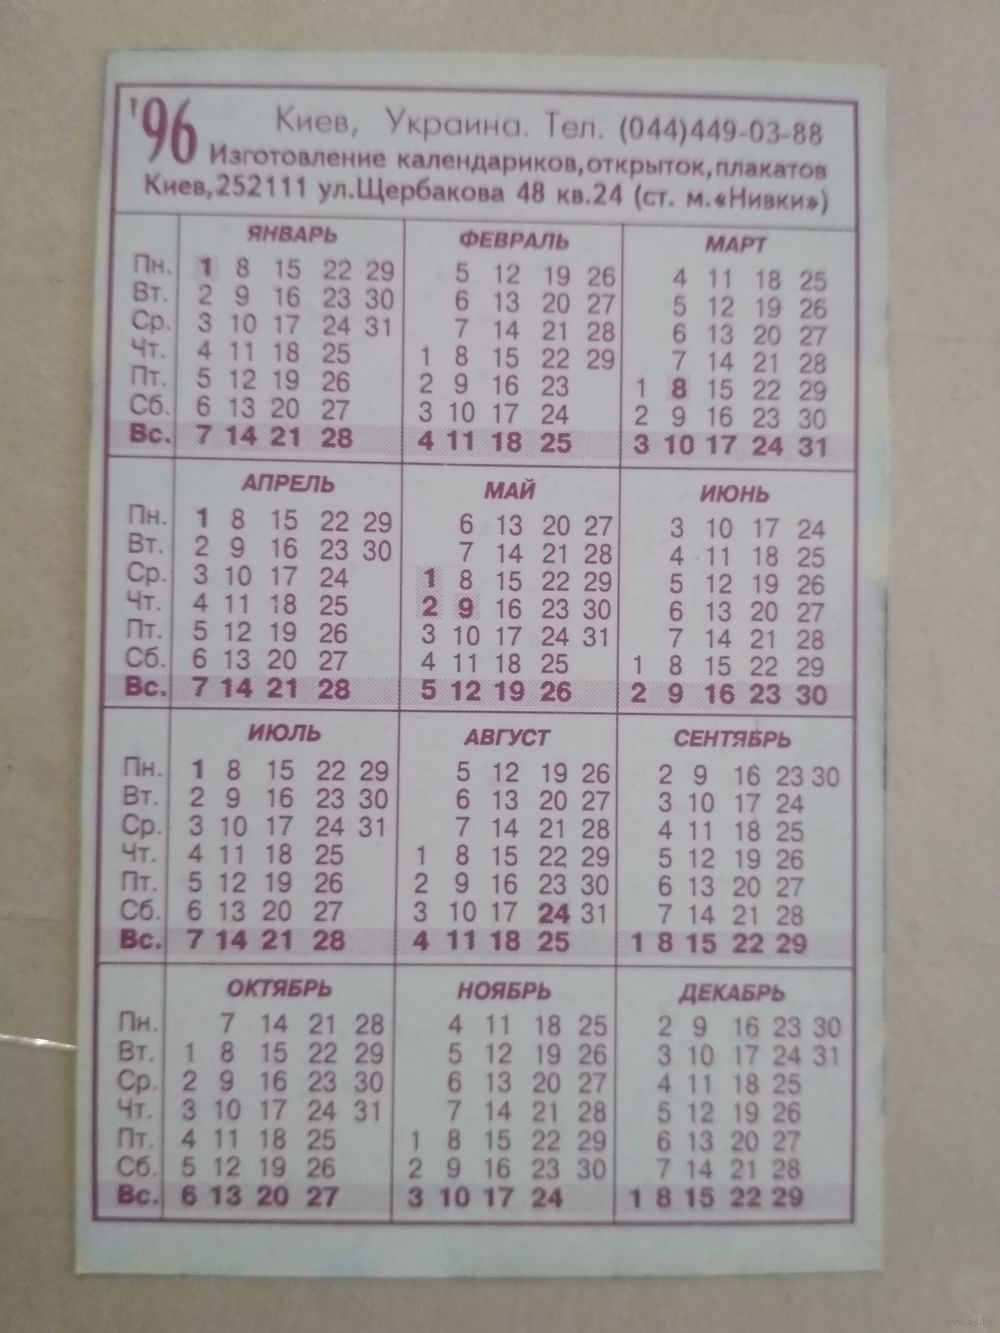 '96
Киев, Украина. Тел. (044)449-03-88
Изготовление календариков,открыток,плакатов
Киев,252111 ул.Щербакова 48 кв.24 (ст. м.«Нивки»)
ЯНВАРЬ ФЕВРАЛЬ МАРТ
Пн. 1 8 15 22 29 5 12 19 26 4 11 18 25
Вт. 2 9 16 23 30 6 13 20 27 5 12 19 26
Ср. 3 10 17 24 31 7 14 21 28 6 13 20 27
Чт. 4 11 18 25 1 8 15 22 29 7 14 21 28
Пт. 5 12 19 26 2 9 16 23 1 8 15 22 29
Сб. 6 13 20 27 3 10 17 24 2 9 16 23 30
Вс. 7 14 21 28 4 11 18 25 3 10 17 24 31
АПРЕЛЬ МАЙ ИЮНЬ
Пн. 1 8 15 22 29 6 13 20 27 3 10 17 24
Вт. 2 9 16 23 30 7 14 21 28 4 11 18 25
Ср. 3 10 17 24 1 8 15 22 29 5 12 19 26
Чт. 4 11 18 25 2 9 16 23 30 6 13 20 27
Пт. 5 12 19 26 3 10 17 24 31 7 14 21 28
Сб. 6 13 20 27 4 11 18 25 1 8 15 22 29
Вс. 7 14 21 28 5 12 19 26 2 9 16 23 30
ИЮЛЬ АВГУСТ СЕНТЯБРЬ
Пн. 1 8 15 22 29 5 12 19 26 2 9 16 23 30
Вт. 2 9 16 23 30 6 13 20 27 3 10 17 24
Ср. 3 10 17 24 31 7 14 21 28 4 11 18 25
Чт. 4 11 18 25 1 8 15 22 29 5 12 19 26
Пт. 5 12 19 26 2 9 16 23 30 6 13 20 27
Сб. 6 13 20 27 3 10 17 24 31 7 14 21 28
Вс. 7 14 21 28 4 11 18 25 1 8 15 22 29
ОКТЯБРЬ НОЯБРЬ ДЕКАБРЬ
Пн. 7 14 21 28 4 11 18 25 2 9 16 23 30
Вт. 1 8 15 22 29 5 12 19 26 3 10 17 24 31
Ср. 2 9 16 23 30 6 13 20 27 4 11 18 25
Чт. 3 10 17 24 31 7 14 21 28 5 12 19 26
Пт. 4 11 18 25 1 8 15 22 29 6 13 20 27
Сб. 5 12 19 26 2 9 16 23 30 7 14 21 28
Вс. 6 13 20 27 3 10 17 24 1 8 15 22 29
www.ay.by